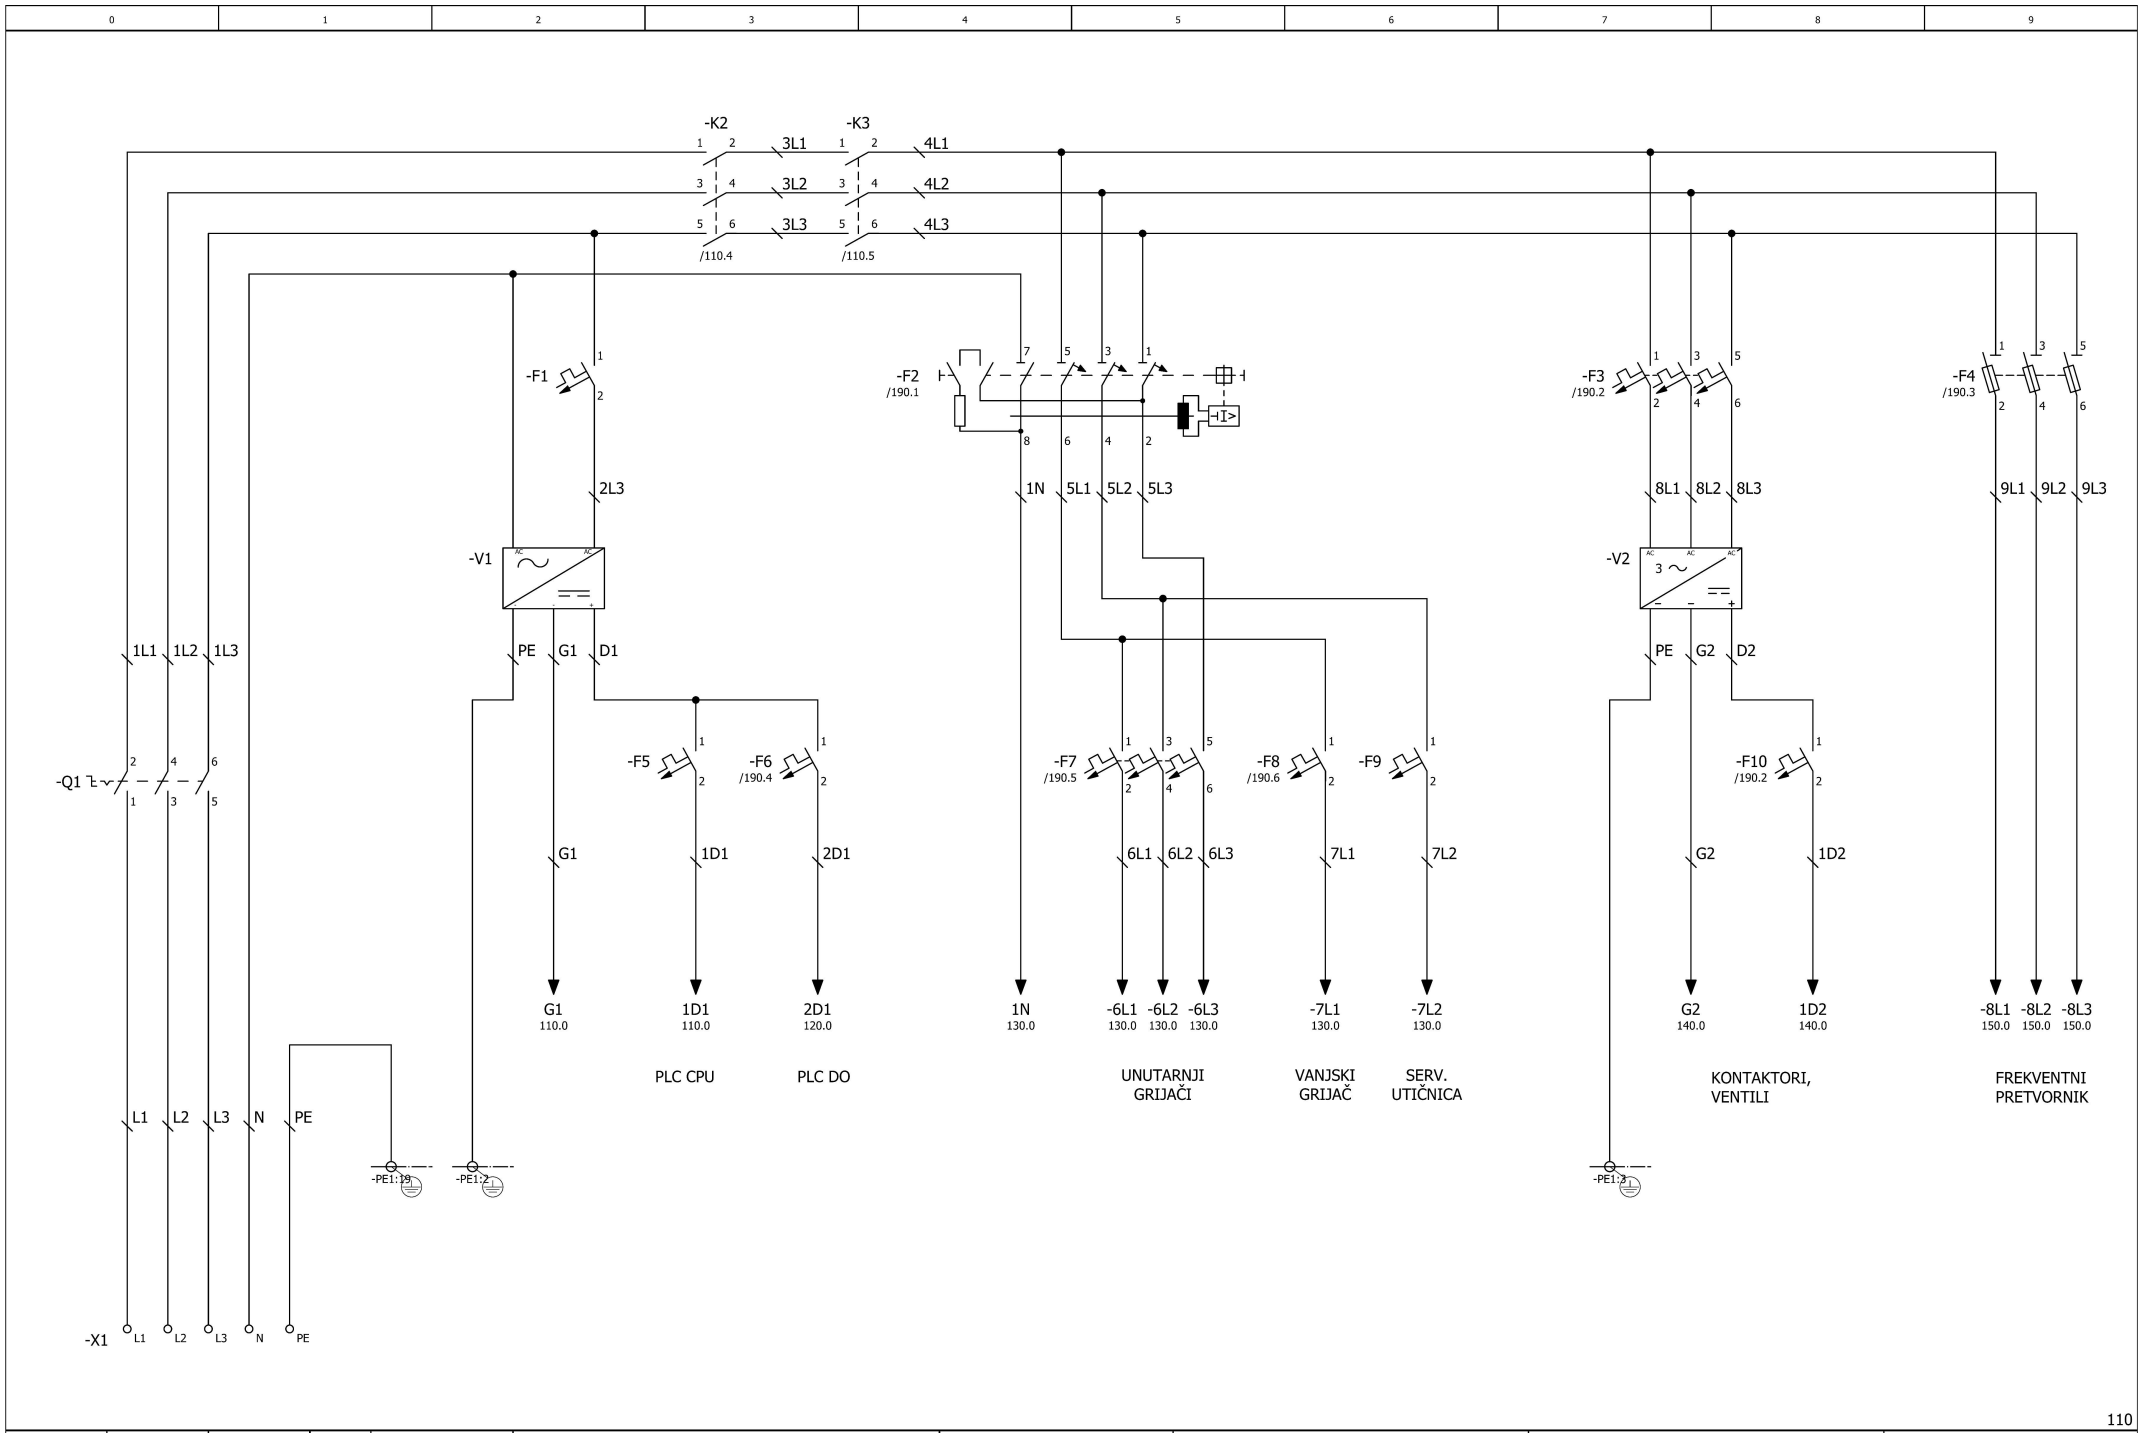 0 1 2 3 4 5 6 7 8 9
-K2 -K3
1 2 3L1 1 2 4L1
3 4 3L2 3 4 4L2
5 6 3L3 5 6 4L3
/110.4 /110.5
7 5 3 1
1 3 5
1 3 5
1
-F1
2
-F2
/190.1
8 6 4 2
-F3
/190.2
2 4 6
-F4
/190.3
2 4 6
I>
2L3 1N 5L1 5L2 5L3 8L1 8L2 8L3 9L1 9L2 9L3
-V1
AC AC
- - +
-V2
AC AC AC
3
− − +
1L1 1L2 1L3 PE G1 D1 PE G2 D2
-Q1
2 4 6
1 3 5
-F5
1
2
-F6
/190.4
1
2
-F7
/190.5
1 3 5
2 4 6
-F8
/190.6
1
2
-F9
1
2
-F10
/190.2
1
2
G1 1D1 2D1 6L1 6L2 6L3 7L1 7L2 G2 1D2
G1 1D1 2D1 1N -6L1 -6L2 -6L3 -7L1 -7L2 G2 1D2 -8L1 -8L2 -8L3
110.0 110.0 120.0 130.0 130.0 130.0 130.0 130.0 130.0 140.0 140.0 150.0 150.0 150.0
PLC CPU
PLC DO
UNUTARNJI
GRIJAČI
VANJSKI
GRIJAČ
SERV.
UTIČNICA
KONTAKTORI,
VENTILI
FREKVENTNI
PRETVORNIK
L1 L2 L3 N PE
-PE1:19 -PE1:2 -PE1:3
-X1 L1 L2 L3 N PE
110